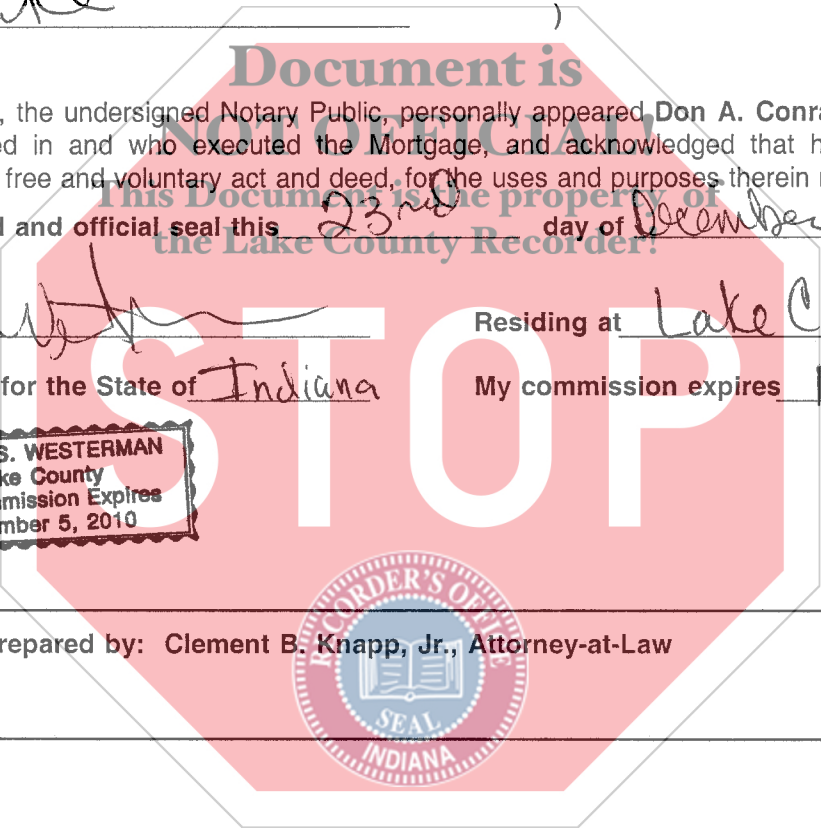 )
Document is
, the undersigned Notary Public, personally appeared Don A. Conra
NOT OFFICIAL!
ed in and who executed the Mortgage, and acknowledged that h
free and voluntary act and deed, for the uses and purposes therein
This Document is the property of
l and official seal this 23rd day of December
the Lake County Recorder!
STOP
Residing at Lake C
for the State of Indiana My commission expires
S. WESTERMAN
ke County
mmission Expires
mber 5, 2010
RECORDER'S OFFICE
repared by: Clement B. Knapp, Jr., Attorney-at-Law
SEAL
INDIANA